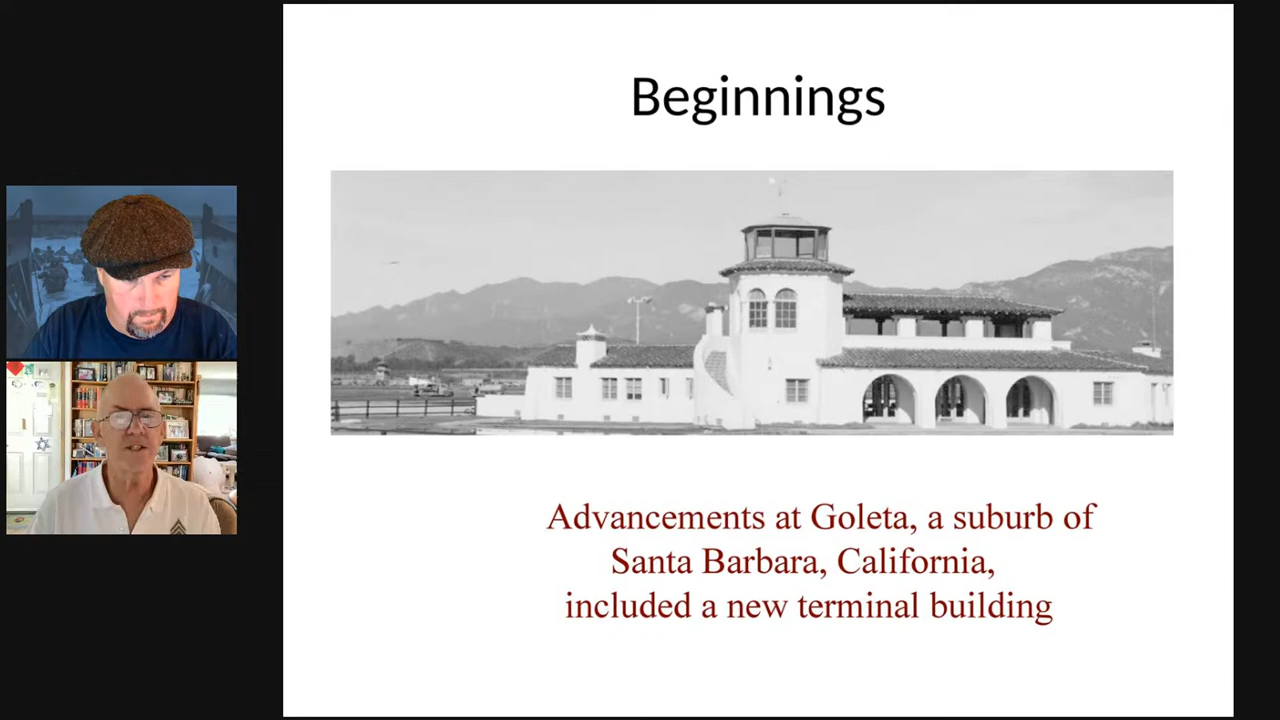 Beginnings
Advancements at Goleta, a suburb of
Santa Barbara, California,
included a new terminal building